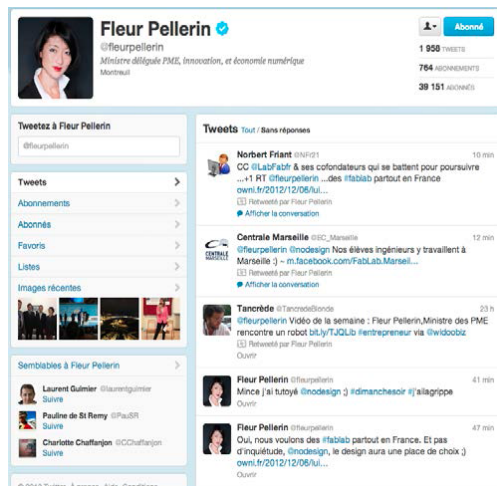 Fleur Pellerin
@fleurpellerin
Ministre déléguée PME, innovation, et économie numérique
Montreuil
Abonné
1 958 TWEETS
764 ABONNEMENTS
39 151 ABONNÉS
Tweetez à Fleur Pellerin
@fleurpellerin
Tweets
Abonnements
Abonnés
Favoris
Listes
Images récentes
Semblables à Fleur Pellerin
Laurent Guimier @laurentguimier
Suivre
Pauline de St Remy @PauSR
Suivre
Charlotte Chaffanjon @CChaffanjon
Suivre
Tweets Tout / Sans réponses
Norbert Friant @NFr21 10 min
CC @LabFabfr & ses cofondateurs qui se battent pour poursuivre
...+1 RT @fleurpellerin ...des #fablab partout en France
owni.fr/2012/12/06/lui...
Retweeté par Fleur Pellerin
Afficher la conversation
Centrale Marseille @EC_Marseille 12 min
CENTRALE
MARSEILLE
@fleurpellerin @nodesign Nos élèves ingénieurs y travaillent à
Marseille :) ~ m.facebook.com/FabLab.Marseil...
Retweeté par Fleur Pellerin
Afficher la conversation
Tancrède @TancredeBlonde 23 h
@fleurpellerin Vidéo de la semaine : Fleur Pellerin,Ministre des PME
rencontre un robot bit.ly/TJQLlb #entrepreneur via @widoobiz
Retweeté par Fleur Pellerin
Ouvrir
Fleur Pellerin @fleurpellerin 41 min
Mince j'ai tutoyé @nodesign ;) #dimanchesoir #j'ailagrippe
Ouvrir
Fleur Pellerin @fleurpellerin 47 min
Oui, nous voulons des #fablab partout en France. Et pas
d'inquiétude, @nodesign, le design aura une place de choix ;)
owni.fr/2012/12/06/lui...
Ouvrir